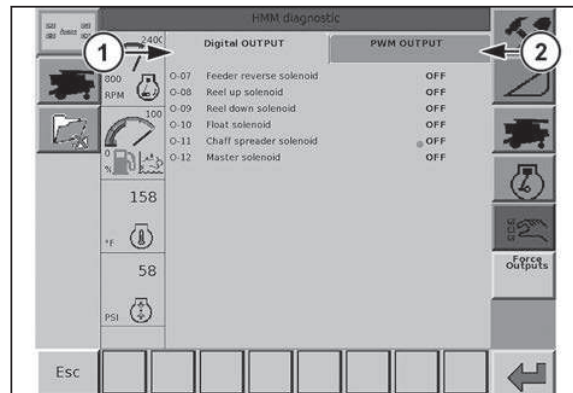 HMM diagnostic
1
2400
Digital OUTPUT
PWM OUTPUT
2
800
RPM
O-07 Feeder reverse solenoid OFF
O-08 Reel up solenoid OFF
O-09 Reel down solenoid OFF
100
O-10 Float solenoid OFF
O-11 Chaff spreader solenoid OFF
0
%
O-12 Master solenoid OFF
158
°F
58
PSI
Force
Outputs
Esc